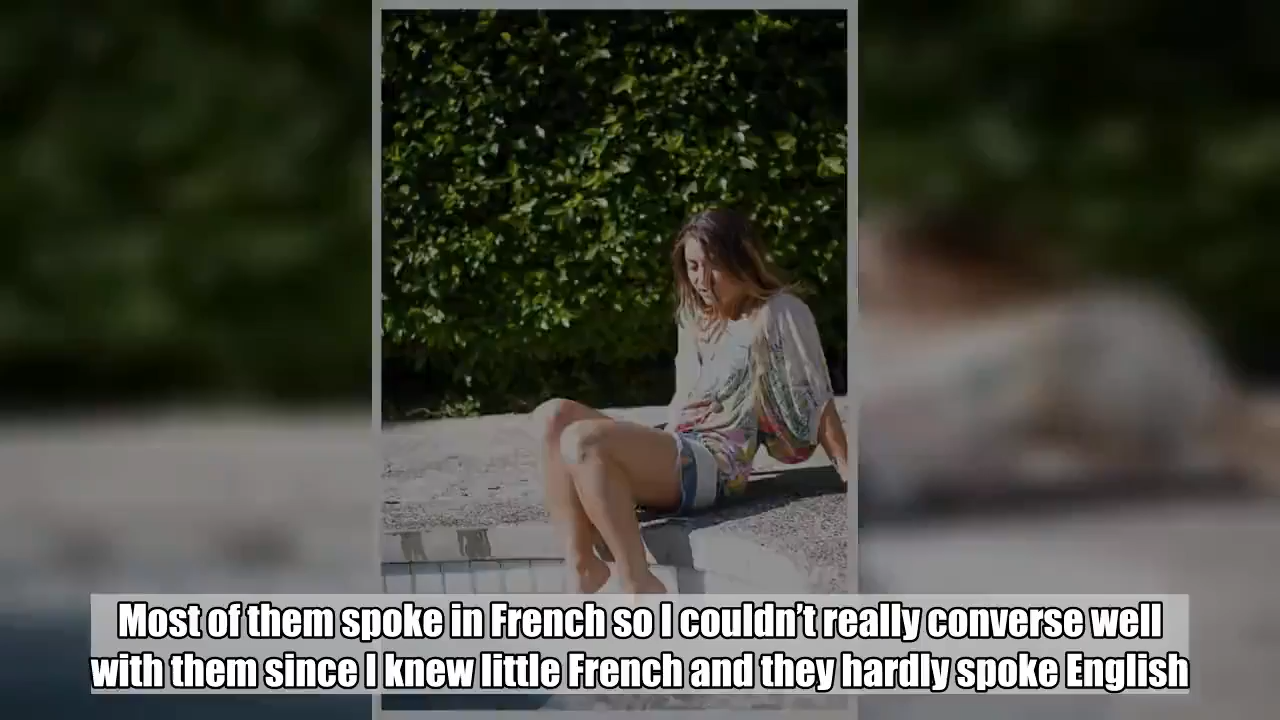 Most of them spoke in French so I couldn’t really converse well
with them since I knew little French and they hardly spoke English